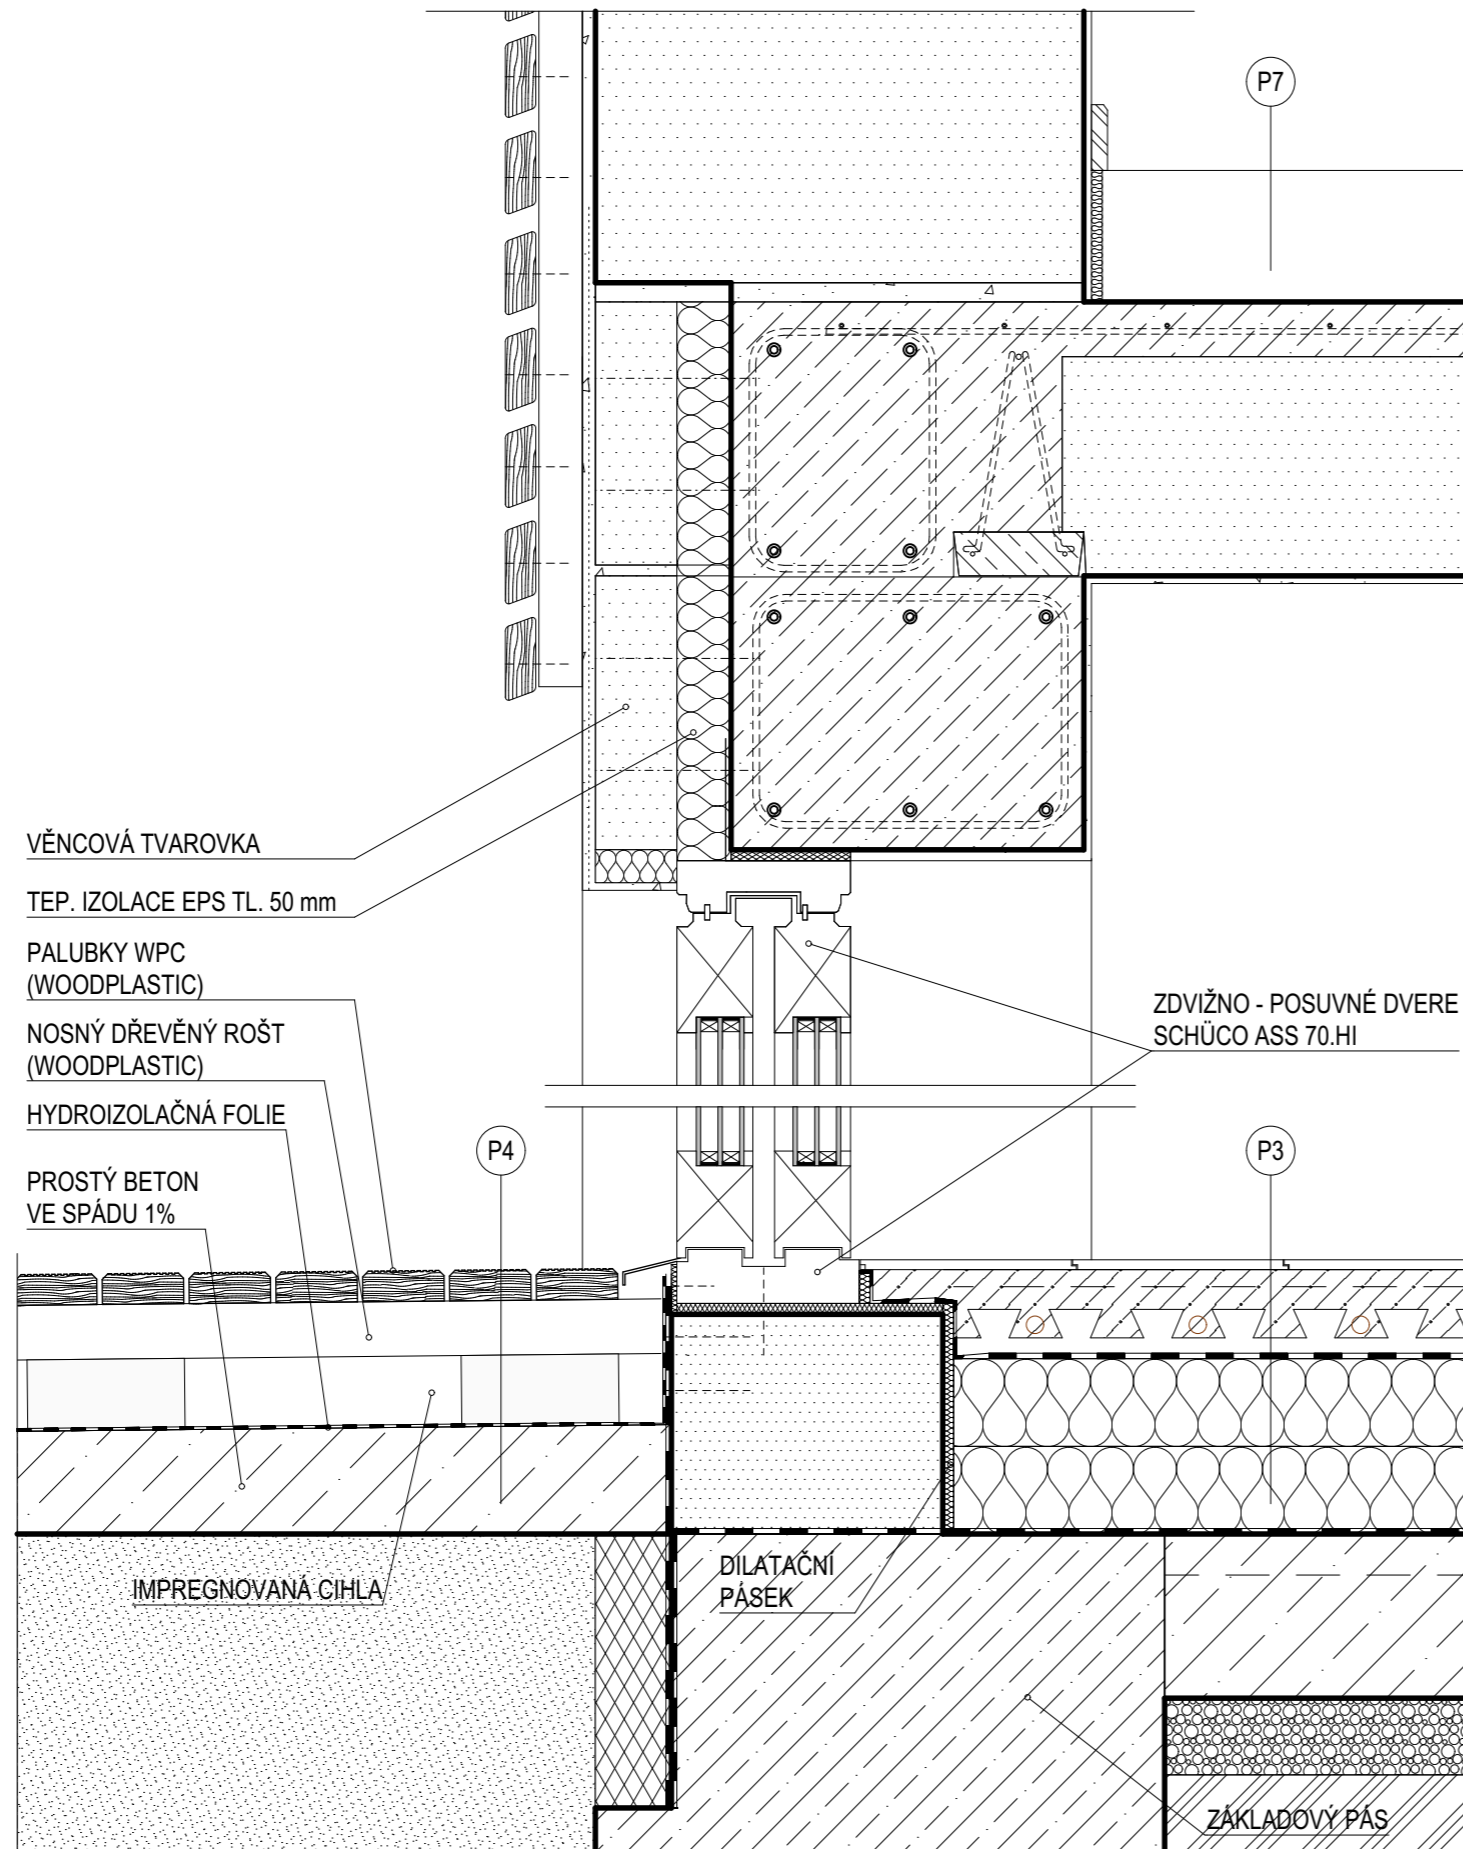 P7
VĚNCOVÁ TVAROVKA
TEP. IZOLACE EPS TL. 50 mm
PALUBKY WPC
(WOODPLASTIC)
NOSNÝ DŘEVĚNÝ ROŠT
(WOODPLASTIC)
HYDROIZOLAČNÁ FOLIE
PROSTÝ BETON
VE SPÁDU 1%
ZDVIŽNO - POSUVNÉ DVERE
SCHÜCO ASS 70.HI
P4
P3
IMPREGNOVANÁ CIHLA
DILATAČNÍ
PÁSEK
ZÁKLADOVÝ PÁS